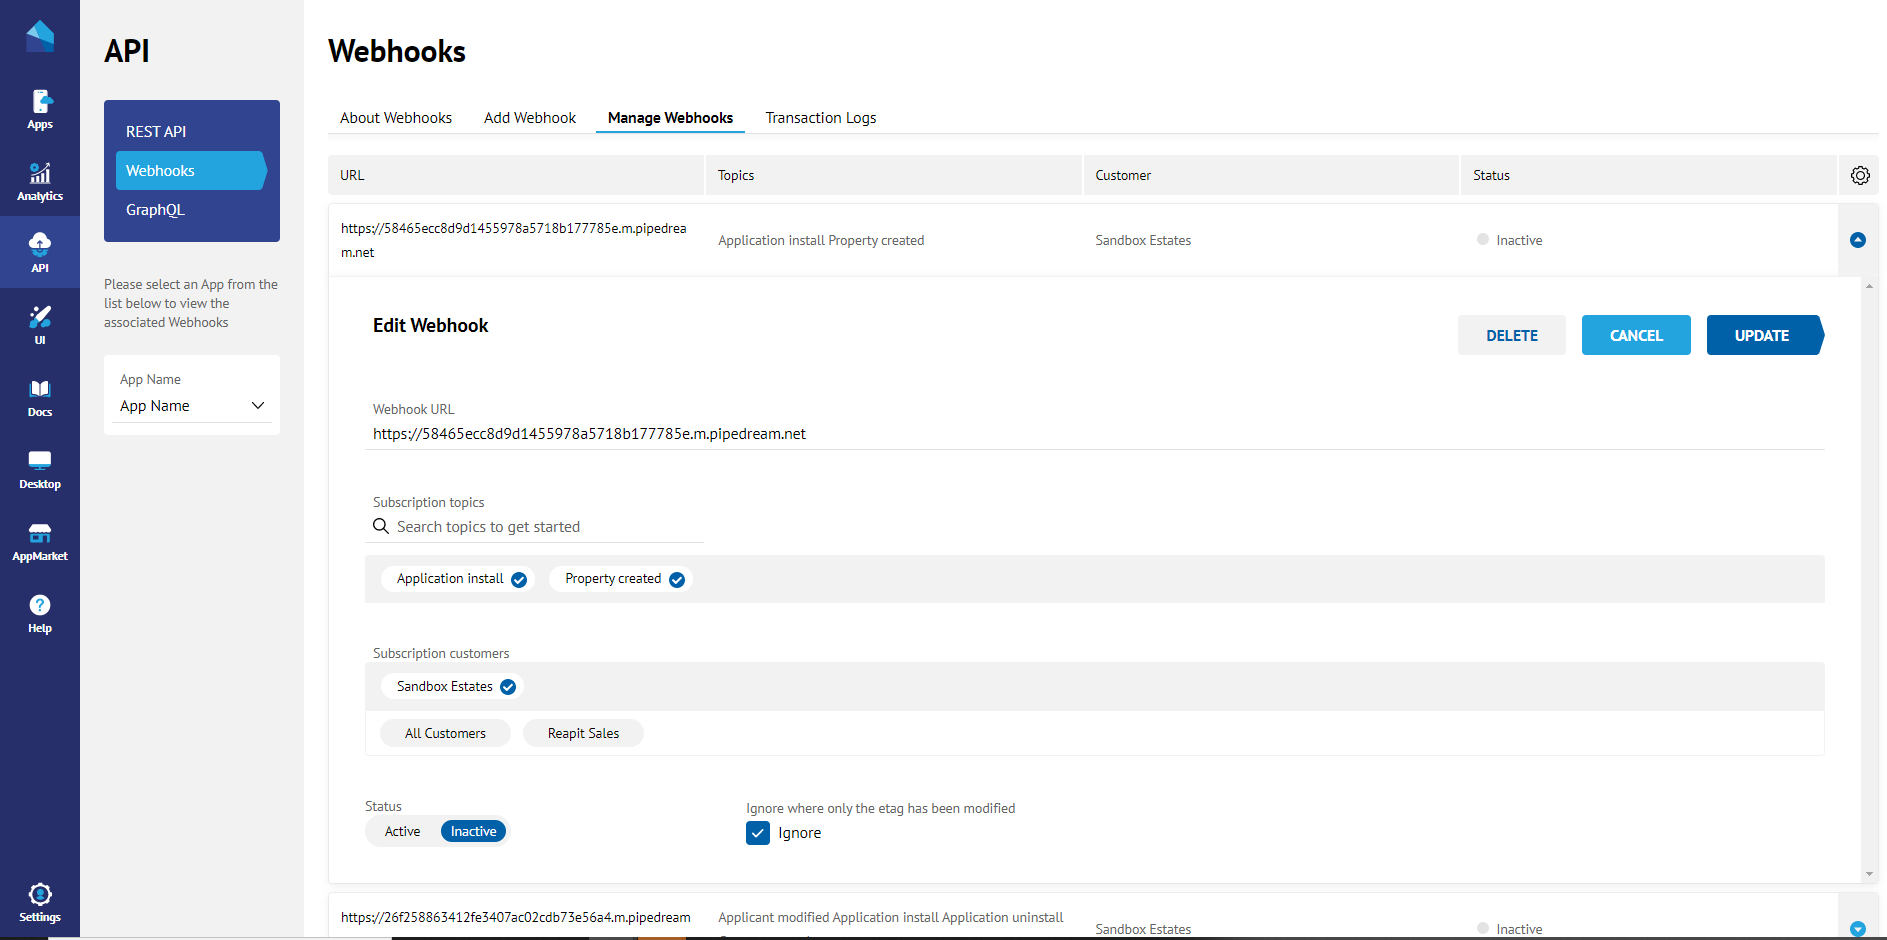 Apps
Analytics
API
UI
Docs
Desktop
AppMarket
Help
Settings
API
REST API
Webhooks
GraphQL
Please select an App from the
list below to view the
associated Webhooks
App Name
App Name
Webhooks
About Webhooks Add Webhook Manage Webhooks Transaction Logs
URL Topics Customer Status
https://58465ecc8d9d1455978a5718b177785e.m.pipedrea
m.net
Application install Property created
Sandbox Estates
Inactive
Edit Webhook
DELETE CANCEL UPDATE
Webhook URL
https://58465ecc8d9d1455978a5718b177785e.m.pipedream.net
Subscription topics
Search topics to get started
Application install Property created
Subscription customers
Sandbox Estates
All Customers Reapit Sales
Status
Active Inactive
Ignore where only the etag has been modified
Ignore
https://26f258863412fe3407ac02cdb73e56a4.m.pipedream
Applicant modified Application install Application uninstall
Sandbox Estates
Inactive